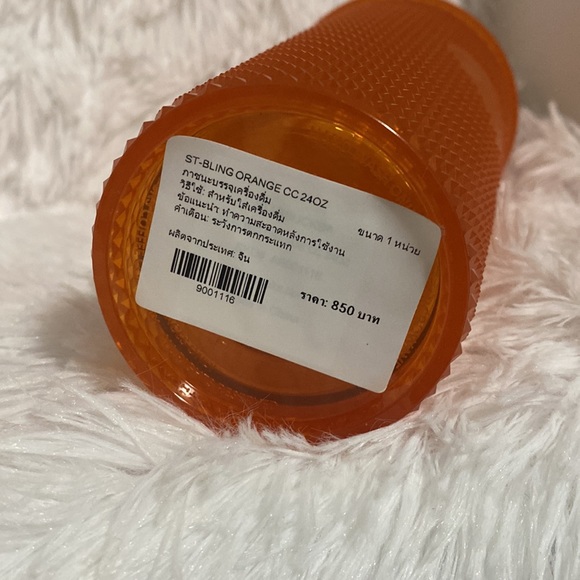 ST-BLING ORANGE CC 24OZ
ภาชนะบรรจุเครื่องดื่ม
วิธีใช้: สำหรับใส่เครื่องดื่ม ขนาด 1 หน่วย
ข้อแนะนำ: ทำความสะอาดหลังการใช้งาน
คำเตือน: ระวังการตกกระแทก
ผลิตจากประเทศ: จีน
9001116
ราคา: 850 บาท